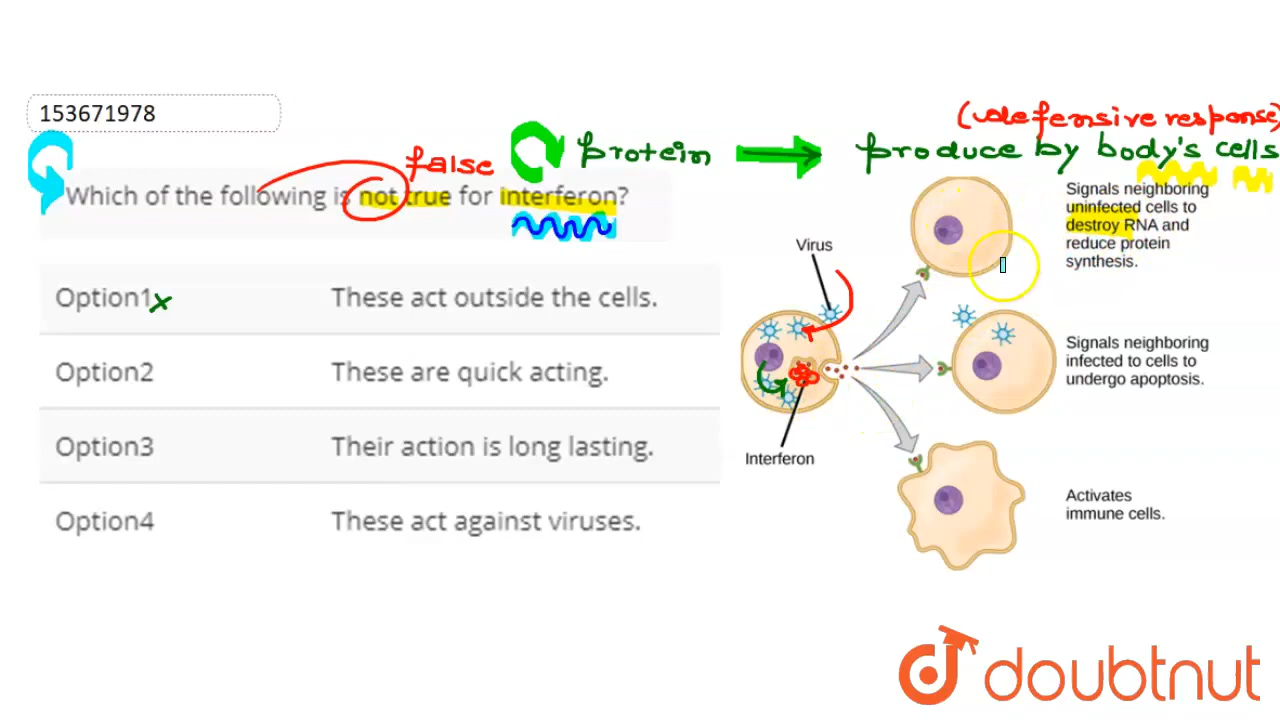 153671978
(defensive response)
false
protein → produce by body's cells
Which of the following is not true for interferon?
Option1 x These act outside the cells.
Option2 These are quick acting.
Option3 Their action is long lasting.
Option4 These act against viruses.
Virus
Interferon
Signals neighboring
uninfected cells to
destroy RNA and
reduce protein
synthesis.
Signals neighboring
infected to cells to
undergo apoptosis.
Activates
immune cells.
doubtnut